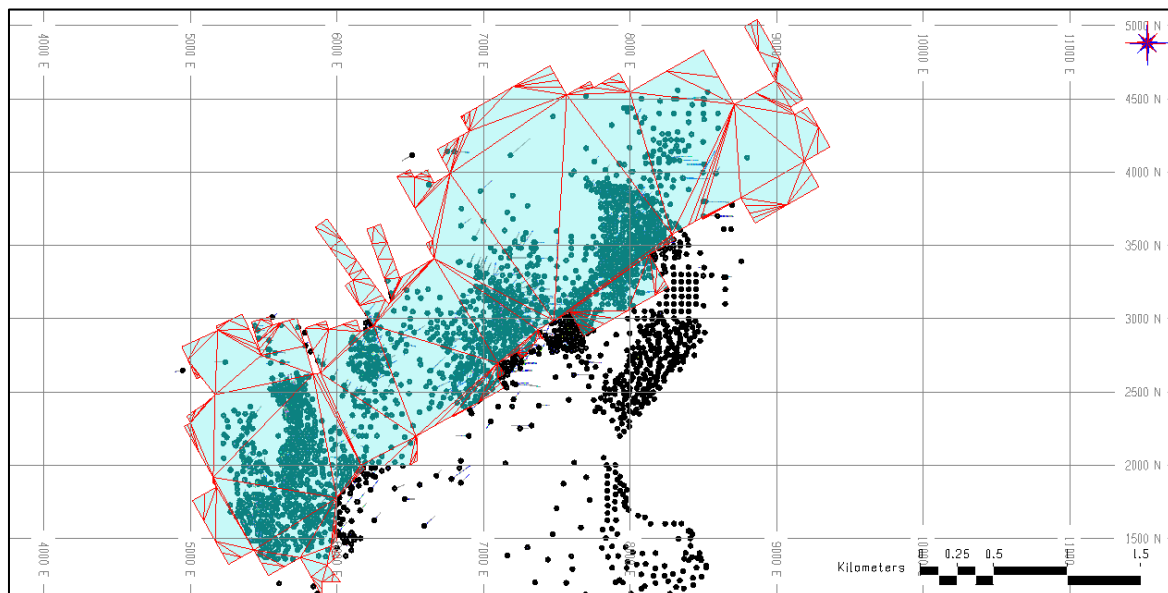 4000 E
5000 E
6000 E
7000 E
8000 E
9000 E
10000 E
11000 E
5000 N
4500 N
4000 N
3500 N
3000 N
2500 N
2000 N
1500 N
4000 E
5000 E
6000 E
7000 E
8000 E
9000 E
Kilometers
0 0.25 0.5 1.5